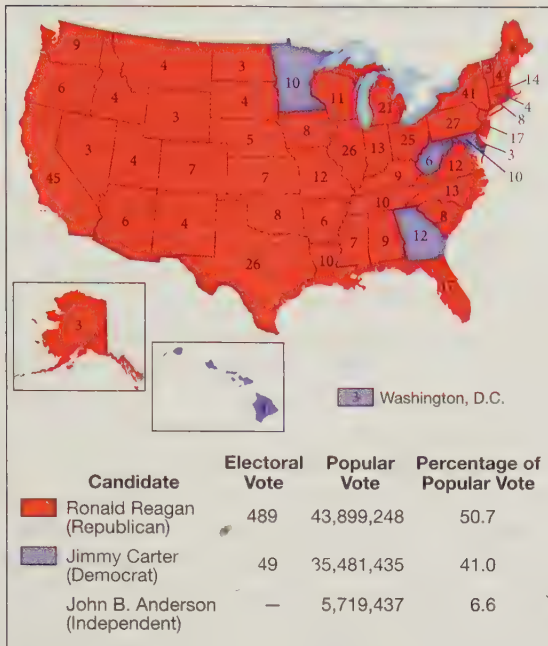 9 4 3 10 3 4 14
6 4 3 4 11 21 41 4
8
3 4 7 5 8 26 13 25 27 17
6 12 3
10
45 7 12 9 13
6 4 8 6 10 8
26 10 7 9 12
17
3
3 Washington, D.C.
Candidate Electoral Vote Popular Vote Percentage of Popular Vote
Ronald Reagan (Republican) 489 43,899,248 50.7
Jimmy Carter (Democrat) 49 35,481,435 41.0
John B. Anderson (Independent) — 5,719,437 6.6